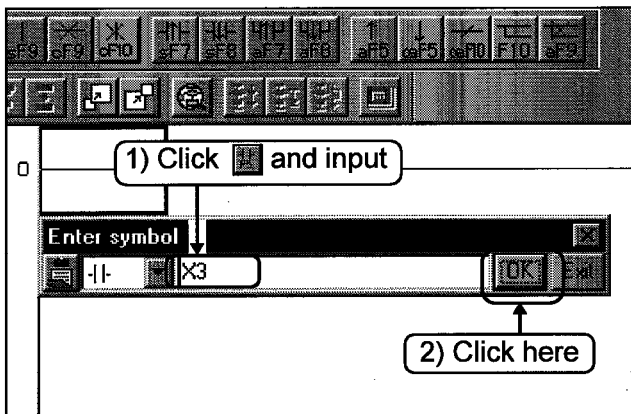 sF9 cF9 cF10 sF7 sF8 aF7 aF8 aF5 caF5 caF10 F10 aF9
0
1) Click and input
Enter symbol
X3 [OK] Exit
2) Click here